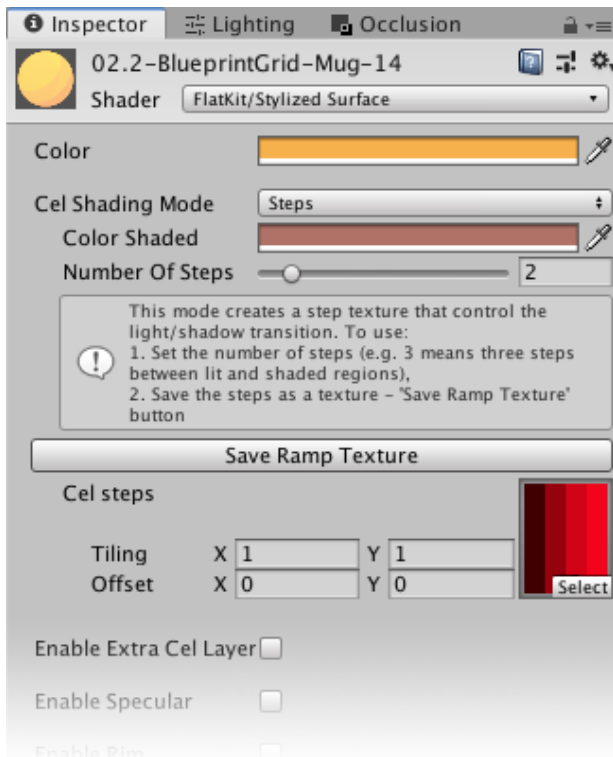 Inspector Lighting Occlusion
02.2-BlueprintGrid-Mug-14
Shader FlatKit/Stylized Surface
Color
Cel Shading Mode Steps
Color Shaded
Number Of Steps 2
This mode creates a step texture that control the
light/shadow transition. To use:
1. Set the number of steps (e.g. 3 means three steps
between lit and shaded regions),
2. Save the steps as a texture - 'Save Ramp Texture'
button
Save Ramp Texture
Cel steps
Tiling X 1 Y 1
Offset X 0 Y 0
Select
Enable Extra Cel Layer
Enable Specular
Enable Rim